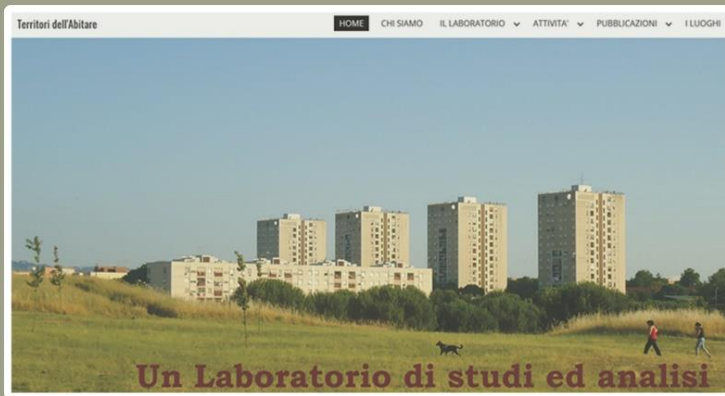 Territori dell'Abitare HOME CHI SIAMO IL LABORATORIO ATTIVITA' PUBBLICAZIONI I LUOGHI
Un Laboratorio di studi ed analisi